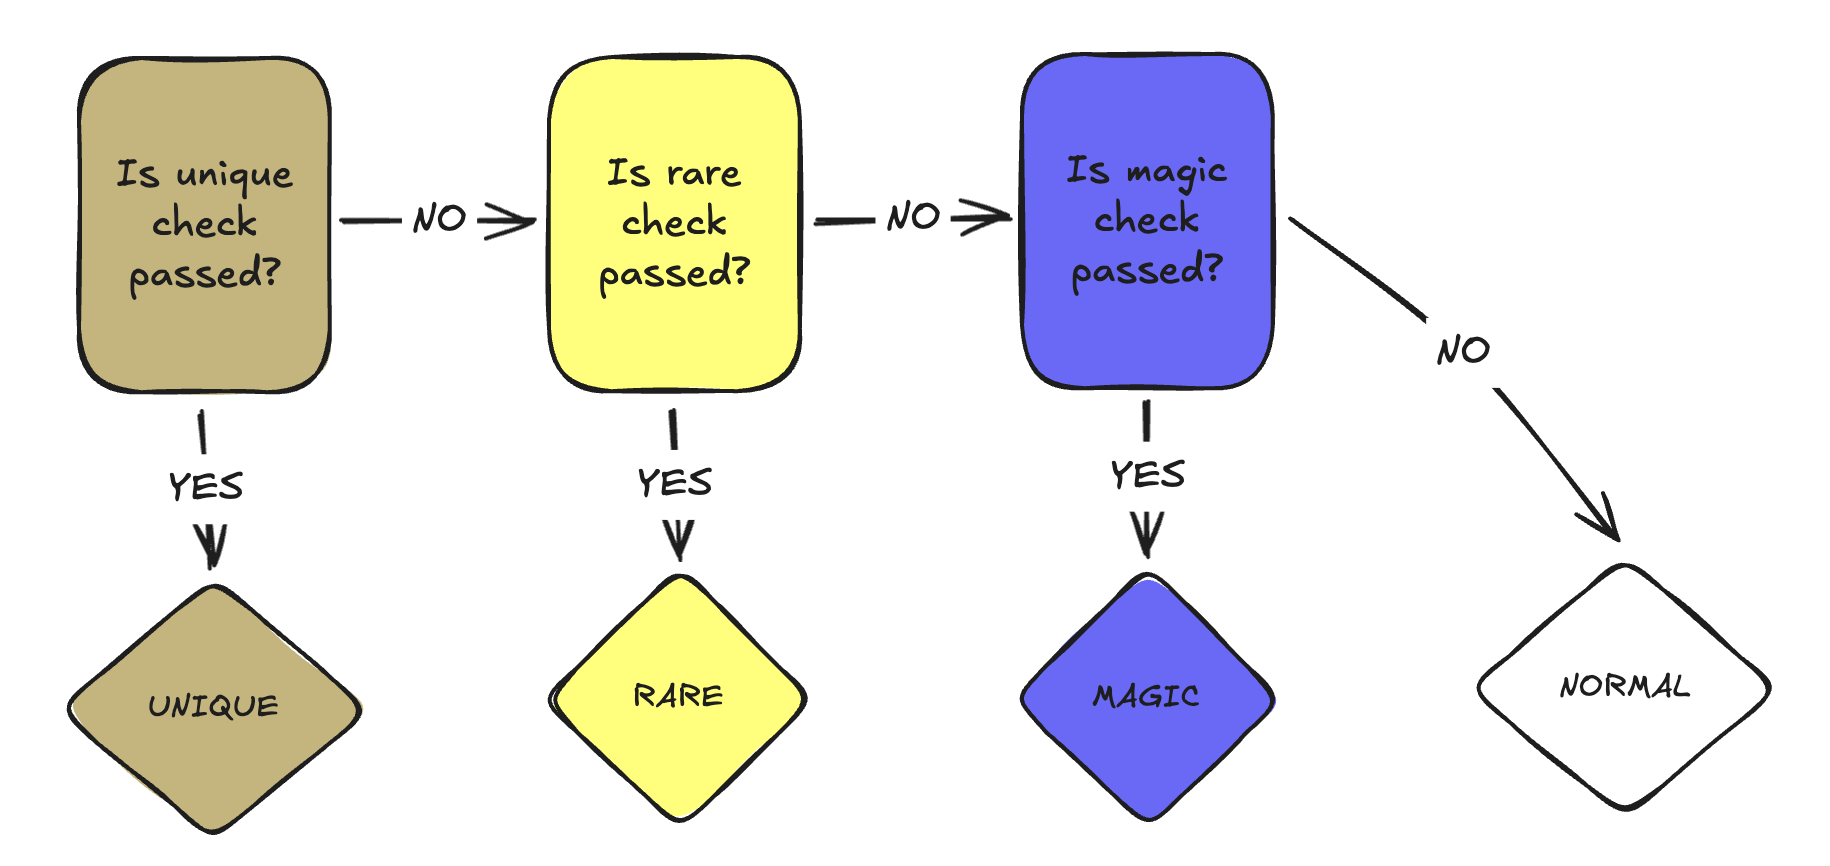 Is unique
check
passed?
NO
Is rare
check
passed?
NO
Is magic
check
passed?
NO
YES
YES
YES
UNIQUE
RARE
MAGIC
NORMAL